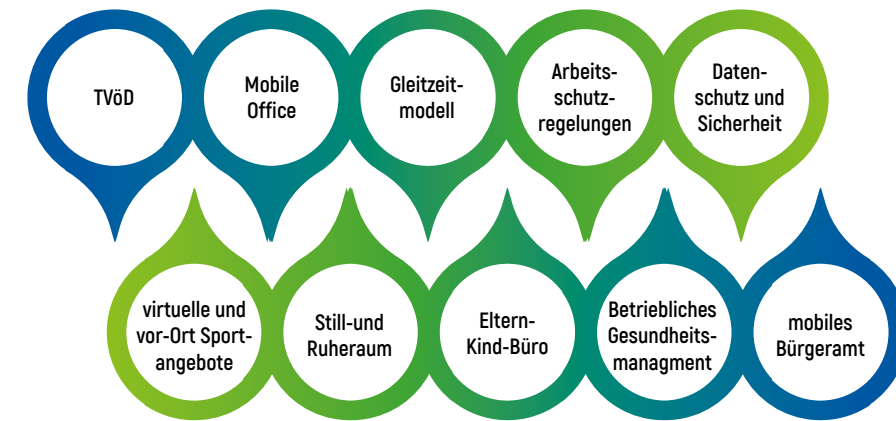 TVöD
Mobile
Office
Gleitzeit-
modell
Arbeits-
schutz-
regelungen
Daten-
schutz und
Sicherheit
virtuelle und
vor-Ort Sport-
angebote
Still-und
Ruheraum
Eltern-
Kind-Büro
Betriebliches
Gesundheits-
managment
mobiles
Bürgeramt